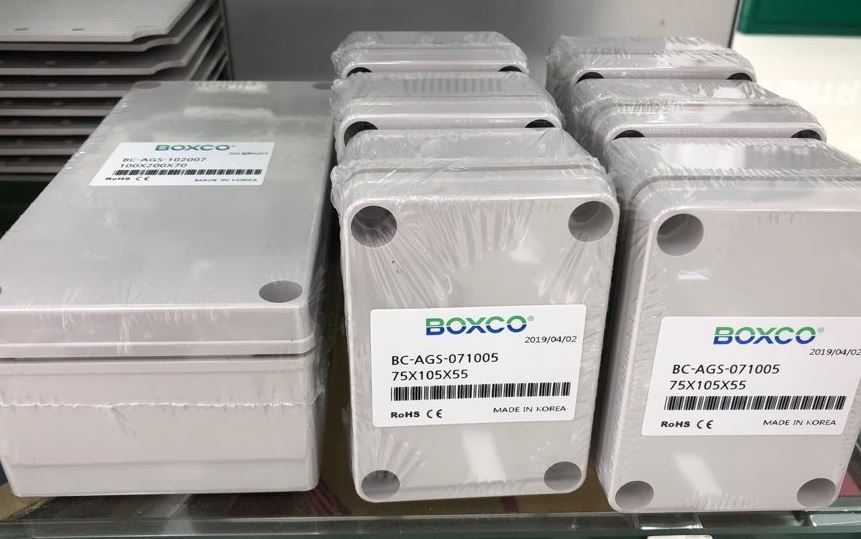 BOXCO®
BC-AGS-102007
100X200X70
RoHS CE
MADE IN KOREA
BOXCO®
2019/04/02
BC-AGS-071005
75X105X55
RoHS CE
MADE IN KOREA
BOXCO®
2019/04/02
BC-AGS-071005
75X105X55
RoHS CE
MADE IN KOREA